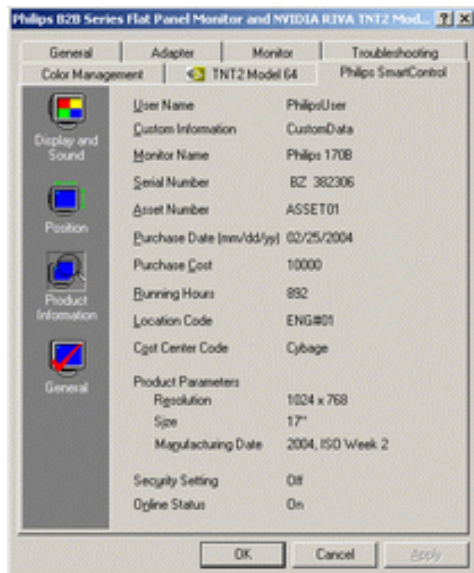 Philips B2B Series Flat Panel Monitor and NVIDIA RIVA TNT2 Mod...
General Adapter Monitor Troubleshooting
Color Management TNT2 Model 64 Philips SmartControl
Display and Sound
Position
Product Information
General
User Name PhilipsUser
Custom Information CustomData
Monitor Name Philips 170B
Serial Number BZ 382306
Asset Number ASSET01
Purchase Date (mm/dd/yy) 02/25/2004
Purchase Cost 10000
Running Hours 892
Location Code ENG#01
Cost Center Code Cybage
Product Parameters
Resolution 1024 x 768
Size 17"
Manufacturing Date 2004, ISO Week 2
Security Setting Off
Online Status On
OK Cancel Apply